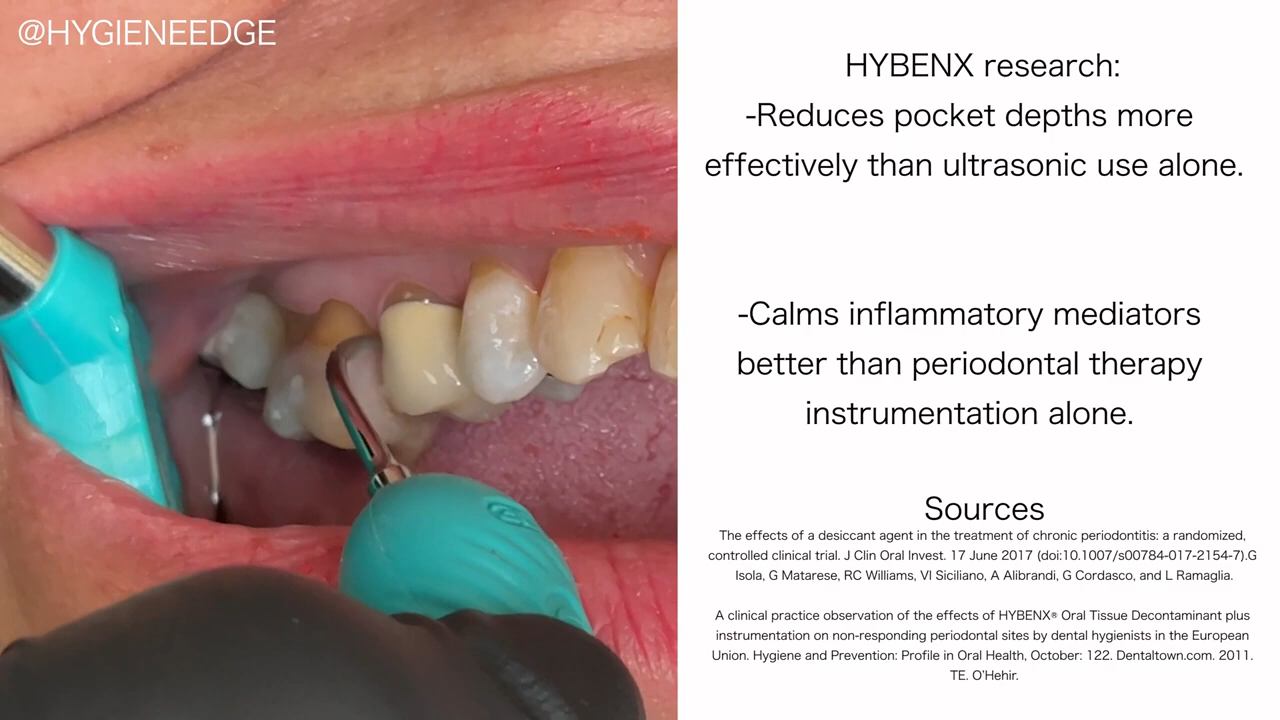 @HYGIENEEDGE
HYBENX research:
-Reduces pocket depths more
effectively than ultrasonic use alone.
-Calms inflammatory mediators
better than periodontal therapy
instrumentation alone.
Sources
The effects of a desiccant agent in the treatment of chronic periodontitis: a randomized,
controlled clinical trial. J Clin Oral Invest. 17 June 2017 (doi:10.1007/s00784-017-2154-7).G
Isola, G Matarese, RC Williams, VI Siciliano, A Alibrandi, G Cordasco, and L Ramaglia.
A clinical practice observation of the effects of HYBENX® Oral Tissue Decontaminant plus
instrumentation on non-responding periodontal sites by dental hygienists in the European
Union. Hygiene and Prevention: Profile in Oral Health, October: 122. Dentaltown.com. 2011.
TE. O'Hehir.